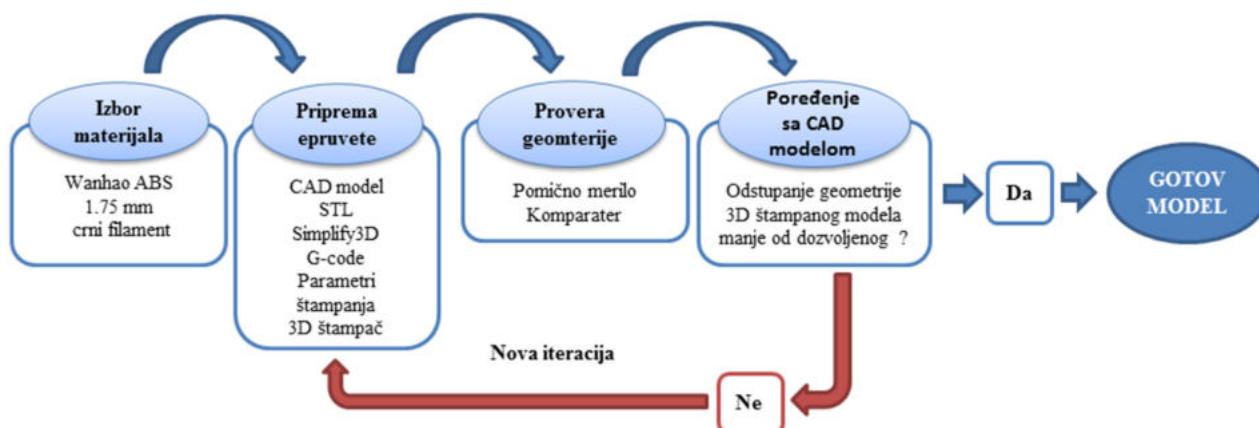 Izbor
materijala
Wanhao ABS
1.75 mm
crni filament
Priprema
epruvete
CAD model
STL
Simplify3D
G-code
Parametri
štampanja
3D štampač
Provera
geomterije
Pomično merilo
Komparater
Poređenje
sa CAD
modelom
Odstupanje geometrije
3D štampanog modela
manje od dozvoljenog ?
Da
GOTOV
MODEL
Nova iteracija
Ne